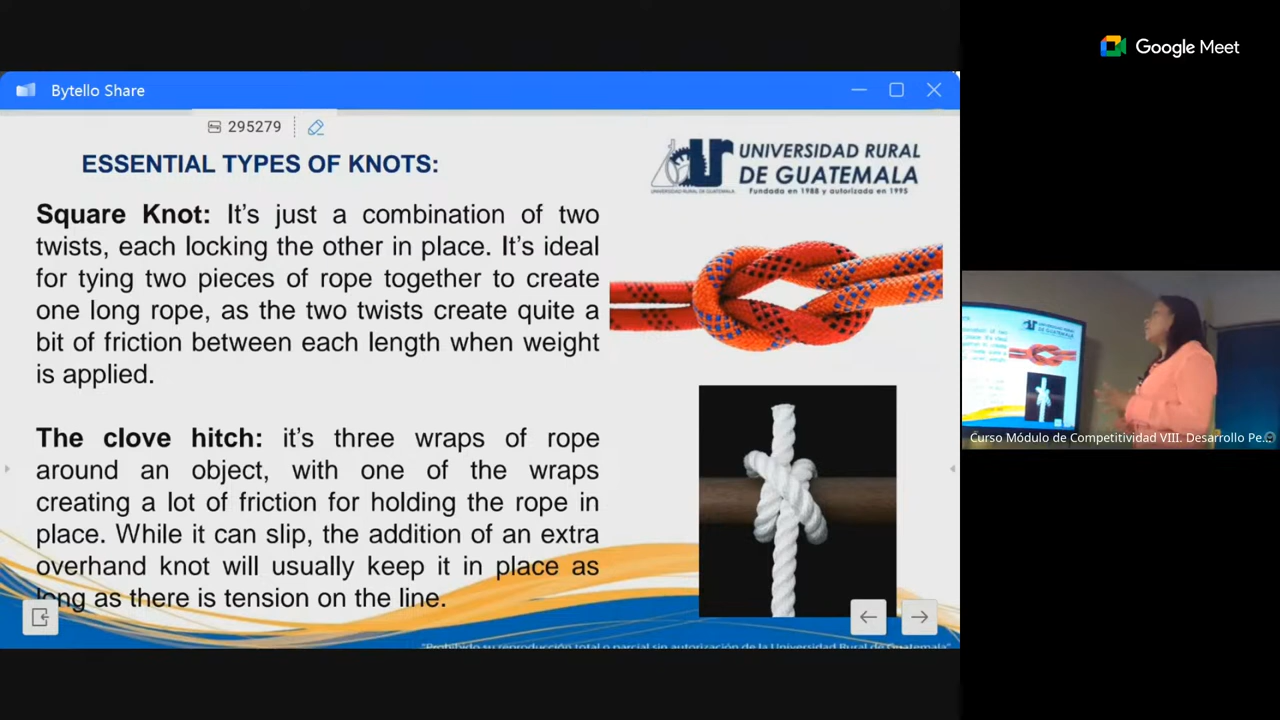 Google Meet
Bytello Share
295279
ESSENTIAL TYPES OF KNOTS:
UNIVERSIDAD RURAL
DE GUATEMALA
Fundada en 1988 y autorizada en 1995
Square Knot: It's just a combination of two
twists, each locking the other in place. It's ideal
for tying two pieces of rope together to create
one long rope, as the two twists create quite a
bit of friction between each length when weight
is applied.
The clove hitch: it's three wraps of rope
around an object, with one of the wraps
creating a lot of friction for holding the rope in
place. While it can slip, the addition of an extra
overhand knot will usually keep it in place as
long as there is tension on the line.
"Prohibido su reproducción total o parcial sin autorización de la Universidad Rural de Guatemala"
Curso Módulo de Competitividad VIII. Desarrollo Pe...